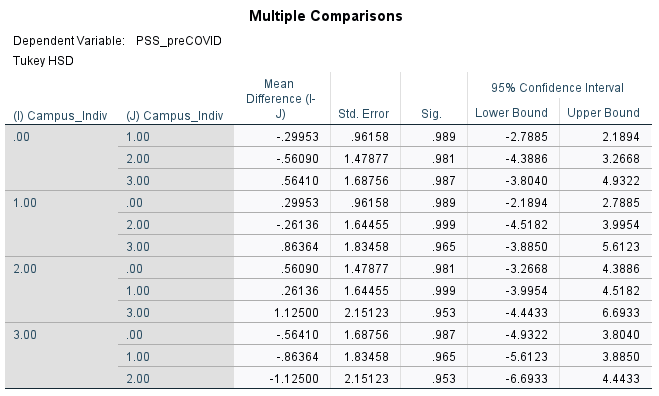 Multiple Comparisons
Dependent Variable: PSS_preCOVID
Tukey HSD
Mean
Difference (I-
J)
95% Confidence Interval
(I) Campus_Indiv (J) Campus_Indiv Std. Error Sig. Lower Bound Upper Bound
.00 1.00 -.29953 .96158 .989 -2.7885 2.1894
2.00 -.56090 1.47877 .981 -4.3886 3.2668
3.00 .56410 1.68756 .987 -3.8040 4.9322
1.00 .00 .29953 .96158 .989 -2.1894 2.7885
2.00 -.26136 1.64455 .999 -4.5182 3.9954
3.00 .86364 1.83458 .965 -3.8850 5.6123
2.00 .00 .56090 1.47877 .981 -3.2668 4.3886
1.00 .26136 1.64455 .999 -3.9954 4.5182
3.00 1.12500 2.15123 .953 -4.4433 6.6933
3.00 .00 -.56410 1.68756 .987 -4.9322 3.8040
1.00 -.86364 1.83458 .965 -5.6123 3.8850
2.00 -1.12500 2.15123 .953 -6.6933 4.4433